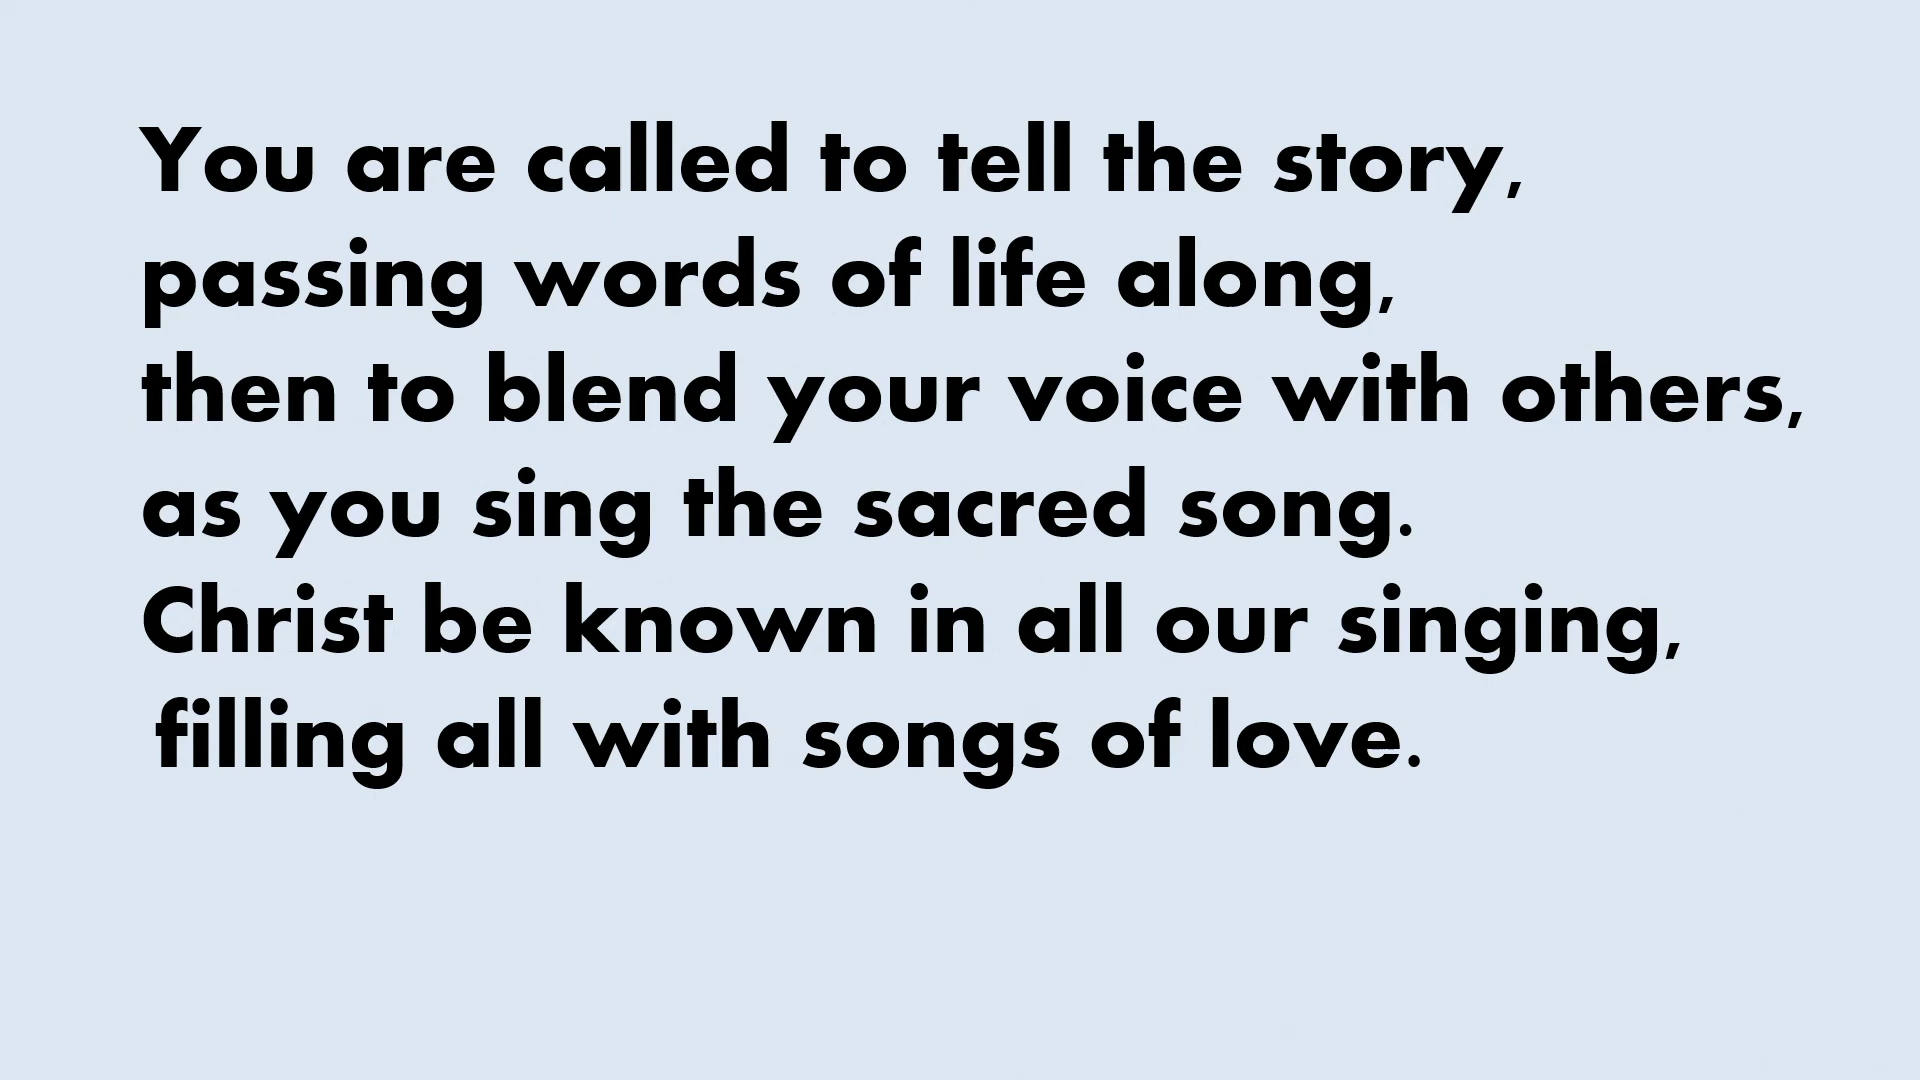 You are called to tell the story,
passing words of life along,
then to blend your voice with others,
as you sing the sacred song.
Christ be known in all our singing,
filling all with songs of love.